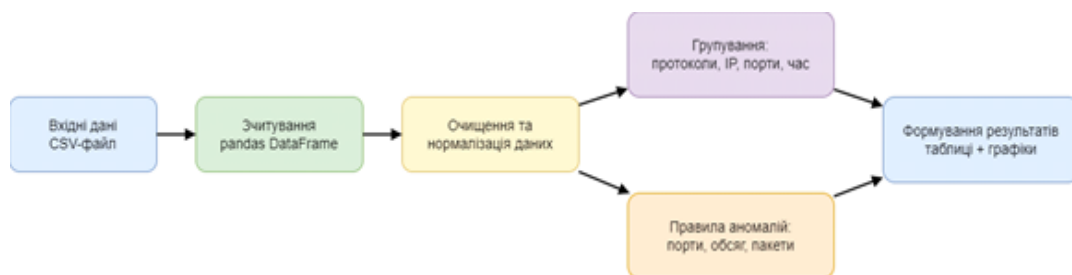 Вхідні дані
CSV-файл
Зчитування
pandas DataFrame
Очищення та
нормалізація даних
Групування:
протоколи, IP, порти, час
Правила аномалій:
порти, обсяг, пакети
Формування результатів
таблиці + графіки